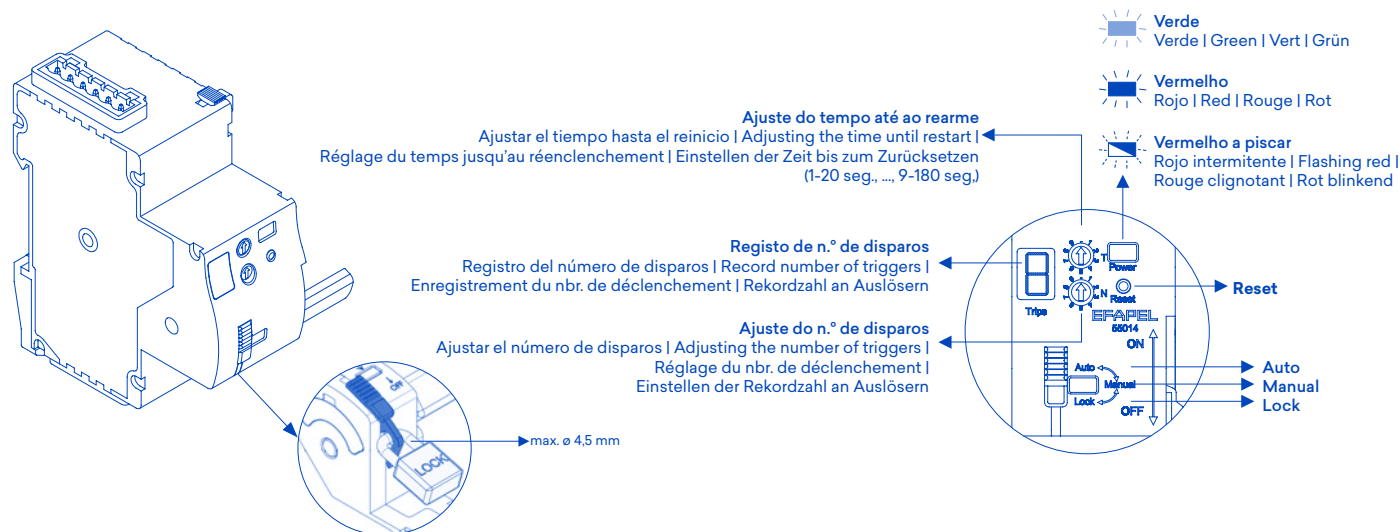 Verde
Verde | Green | Vert | Grün
Vermelho
Rojo | Red | Rouge | Rot
Vermelho a piscar
Rojo intermitente | Flashing red |
Rouge clignotant | Rot blinkend
Ajuste do tempo até ao rearme
Ajustar el tiempo hasta el reinicio | Adjusting the time until restart |
Réglage du temps jusqu'au réenclenchement | Einstellen der Zeit bis zum Zurücksetzen
(1-20 seg., ..., 9-180 seg,)
Registo de n.º de disparos
Registro del número de disparos | Record number of triggers |
Enregistrement du nbr. de déclenchement | Rekordzahl an Auslösern
Ajuste do n.º de disparos
Ajustar el número de disparos | Adjusting the number of triggers |
Réglage du nbr. de déclenchement |
Einstellen der Rekordzahl an Auslösern
T
Power
N
Reset
Trips
EFAPEL
55014
ON
Auto
Manual
Lock
OFF
Reset
Auto
Manual
Lock
OFF
LOCK
max. ø 4,5 mm